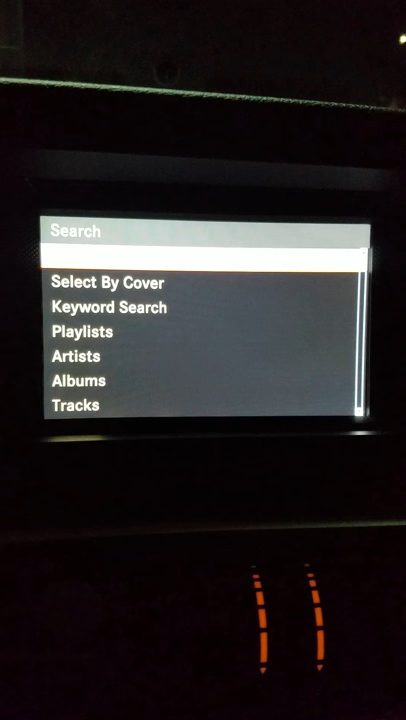 Search
Select By Cover
Keyword Search
Playlists
Artists
Albums
Tracks